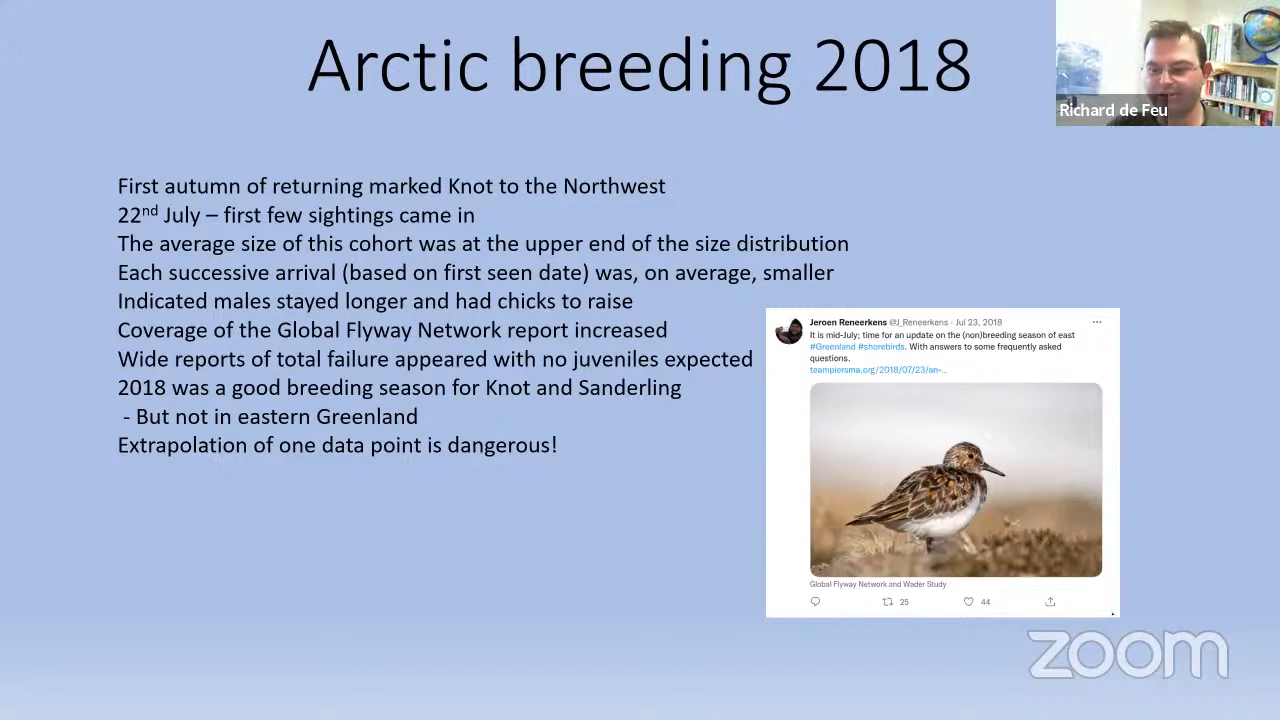 Arctic breeding 2018
Richard de Feu
First autumn of returning marked Knot to the Northwest
22nd July – first few sightings came in
The average size of this cohort was at the upper end of the size distribution
Each successive arrival (based on first seen date) was, on average, smaller
Indicated males stayed longer and had chicks to raise
Coverage of the Global Flyway Network report increased
Wide reports of total failure appeared with no juveniles expected
2018 was a good breeding season for Knot and Sanderling
- But not in eastern Greenland
Extrapolation of one data point is dangerous!
Jeroen Reneerkens @J_Reneerkens · Jul 23, 2018
It is mid-July; time for an update on the (non)breeding season of east
#Greenland #shorebirds. With answers to some frequently asked
questions.
teampiersma.org/2018/07/23/an-...
Global Flyway Network and Wader Study
25 44
zoom